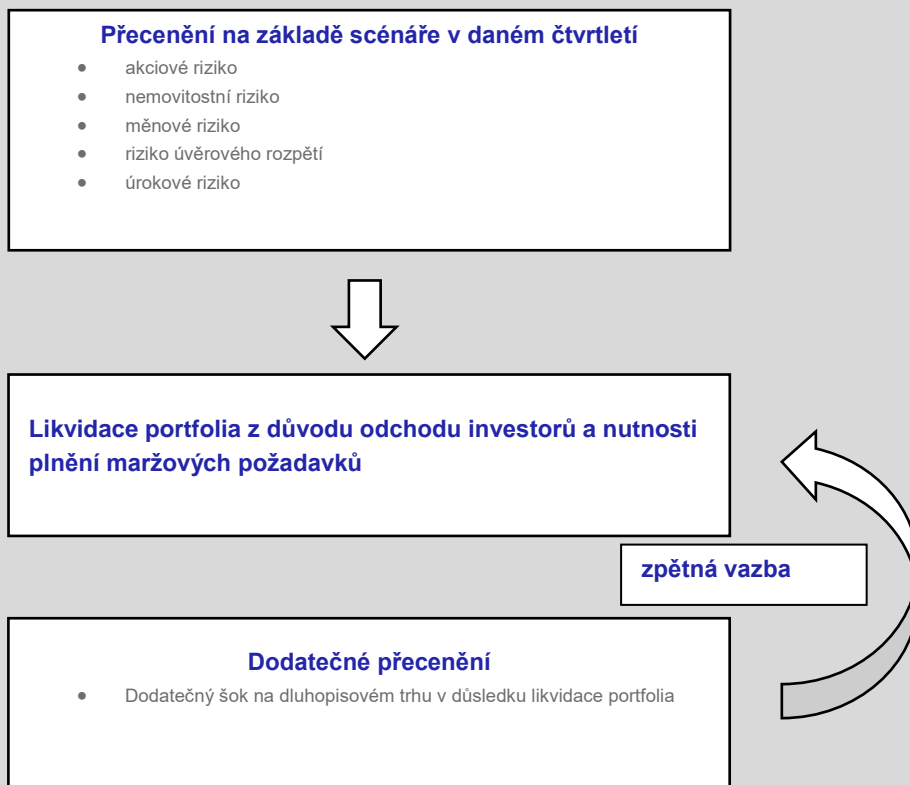 Přecenění na základě scénáře v daném čtvrtletí
• akciové riziko
• nemovitostní riziko
• měnové riziko
• riziko úvěrového rozpětí
• úrokové riziko
Likvidace portfolia z důvodu odchodu investorů a nutnosti
plnění maržových požadavků
zpětná vazba
Dodatečné přecenění
• Dodatečný šok na dluhopisovém trhu v důsledku likvidace portfolia